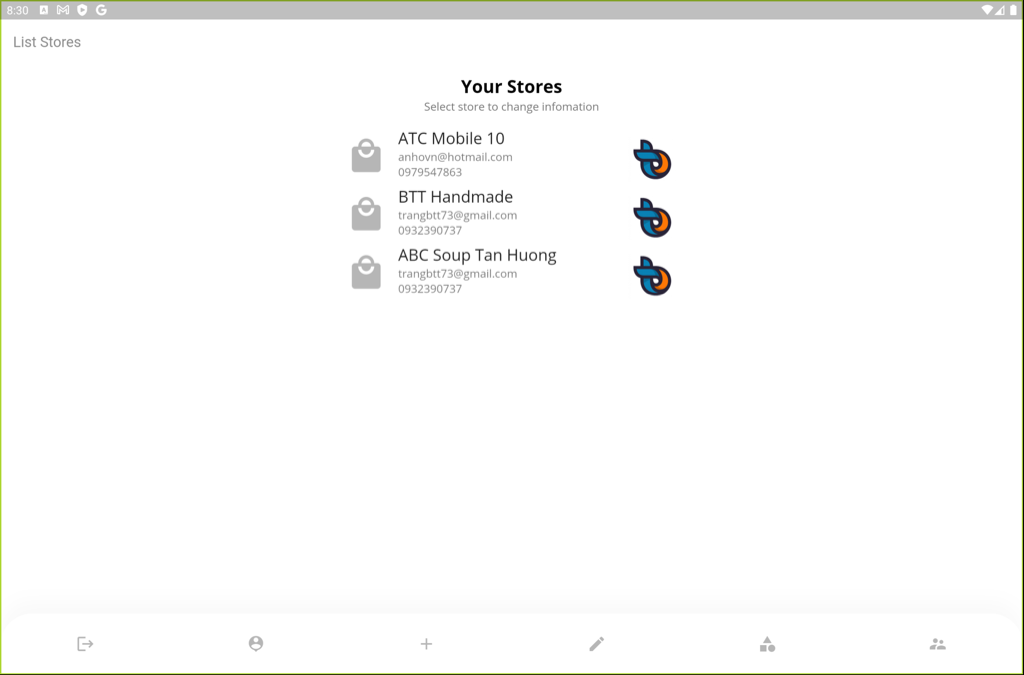 8:30
List Stores
Your Stores
Select store to change infomation
ATC Mobile 10
anhovn@hotmail.com
0979547863
BTT Handmade
trangbtt73@gmail.com
0932390737
ABC Soup Tan Huong
trangbtt73@gmail.com
0932390737